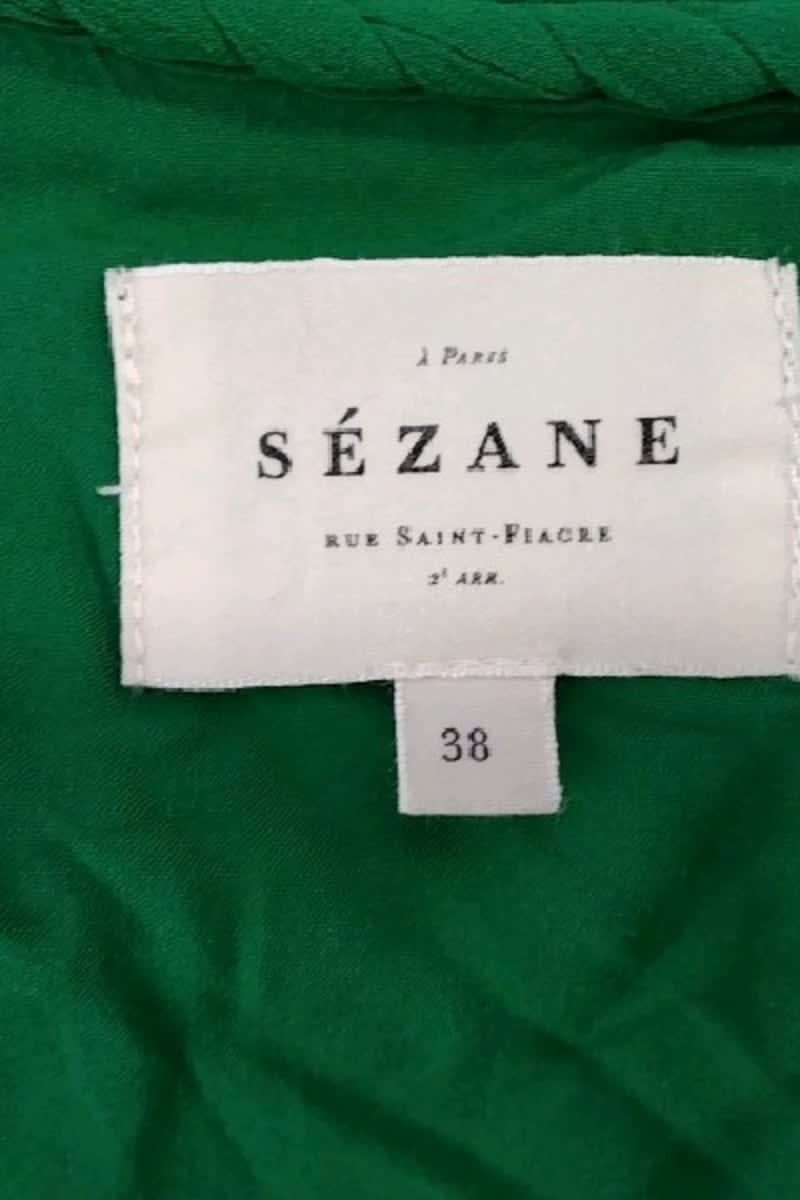 À PARIS
SÉZANE
RUE SAINT-FIACRE
2ᵉ ARR.
38